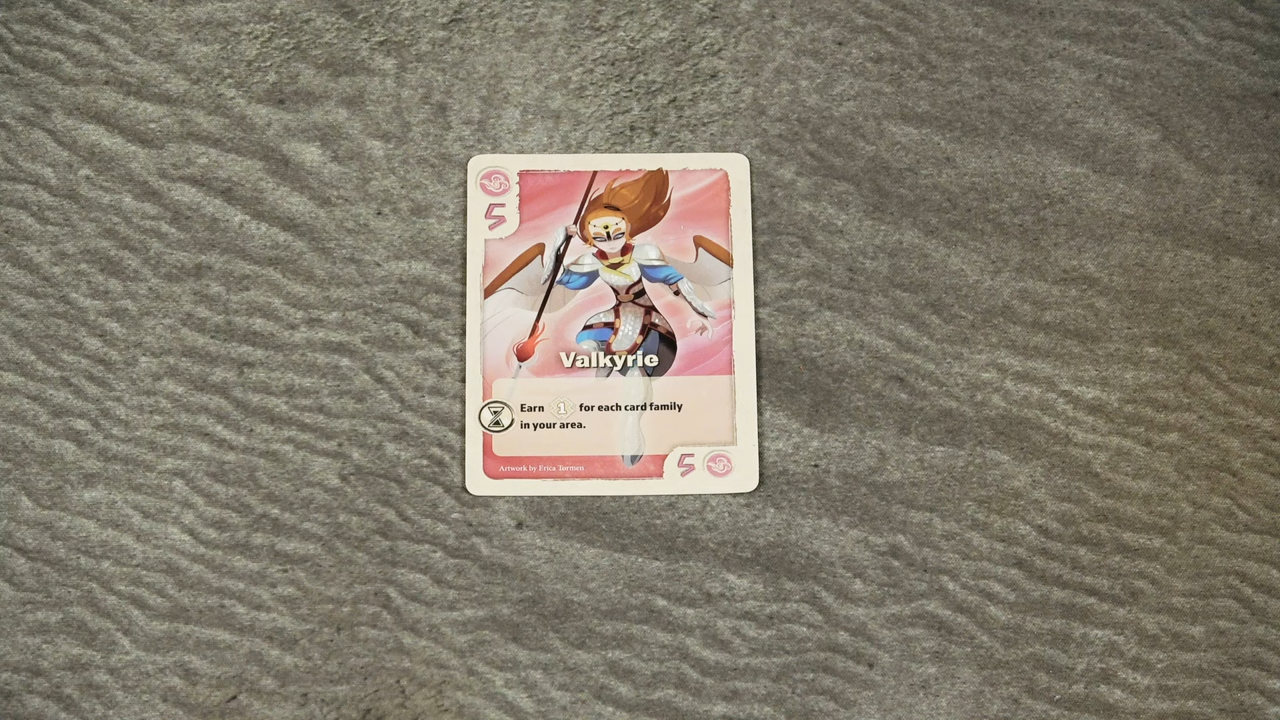 5
Valkyrie
Earn 1 for each card family
in your area.
Artwork by Erica Tormen
5